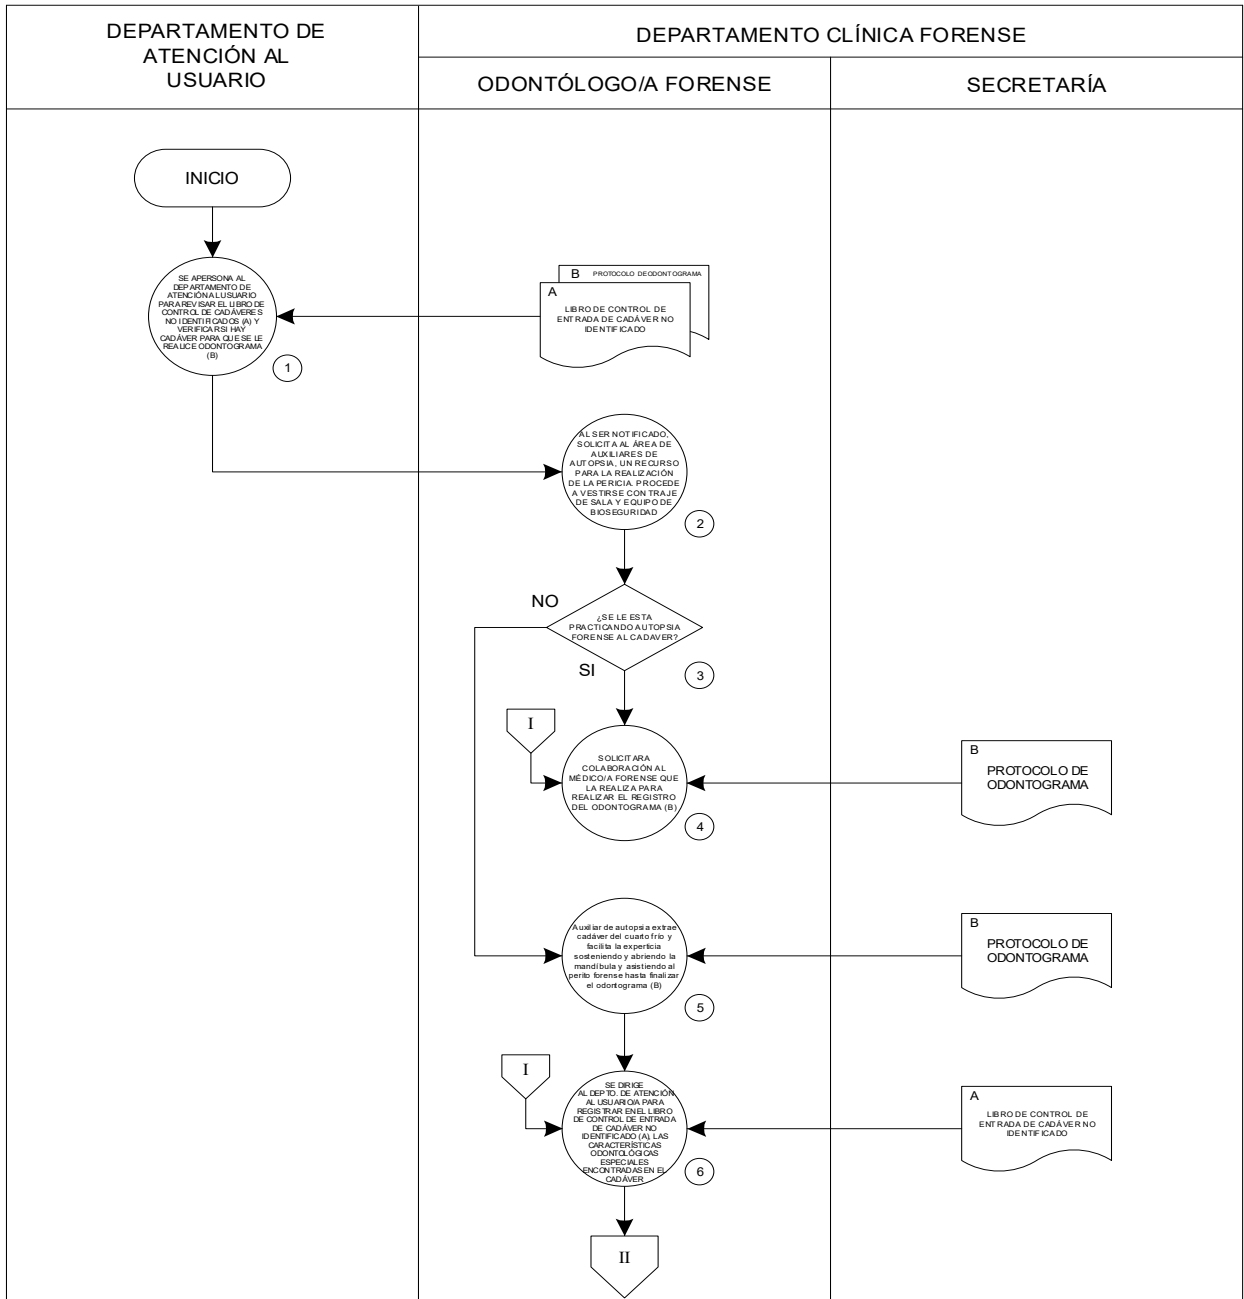 DEPARTAMENTO DE
ATENCIÓN AL
USUARIO
DEPARTAMENTO CLÍNICA FORENSE
ODONTÓLOGO/A FORENSE
SECRETARÍA
INICIO
SE APERSONA AL
DEPARTAMENTO DE
ATENCIÓN AL USUARIO
PARA REVISAR EL LIBRO DE
CONTROL DE CADÁVERES
NO IDENTIFICADOS (A) Y
VERIFICAR SI HAY
CADÁVER PARA QUE SE LE
REALICE ODONTOGRAMA
(B)
1
B PROTOCOLO DE ODONTOGRAMA
A
LIBRO DE CONTROL DE
ENTRADA DE CADÁVER NO
IDENTIFICADO
AL SER NOTIFICADO,
SOLICITA AL ÁREA DE
AUXILIARES DE
AUTOPSIA, UN RECURSO
PARA LA REALIZACIÓN
DE LA PERICIA. PROCEDE
A VESTIRSE CON TRAJE
DE SALA Y EQUIPO DE
BIOSEGURIDAD
2
¿SE LE ESTA
PRACTICANDO AUTOPSIA
FORENSE AL CADAVER?
NO
SI
3
I
SOLICITARA
COLABORACIÓN AL
MÉDICO/A FORENSE QUE
LA REALIZA PARA
REALIZAR EL REGISTRO
DEL ODONTOGRAMA (B)
4
B
PROTOCOLO DE
ODONTOGRAMA
Auxiliar de autopsia extrae
cadáver del cuarto frío y
facilita la experticia
sosteniendo y abriendo la
mandíbula y asistiendo al
perito forense hasta finalizar
el odontograma (B)
5
B
PROTOCOLO DE
ODONTOGRAMA
I
SE DIRIGE
AL DEPTO. DE ATENCIÓN
AL USUARIO/A PARA
REGISTRAR EN EL LIBRO
DE CONTROL DE ENTRADA
DE CADÁVER NO
IDENTIFICADO (A), LAS
CARACTERÍSTICAS
ODONTOLÓGICAS
ESPECIALES
ENCONTRADAS EN EL
CADÁVER
6
A
LIBRO DE CONTROL DE
ENTRADA DE CADÁVER NO
IDENTIFICADO
II